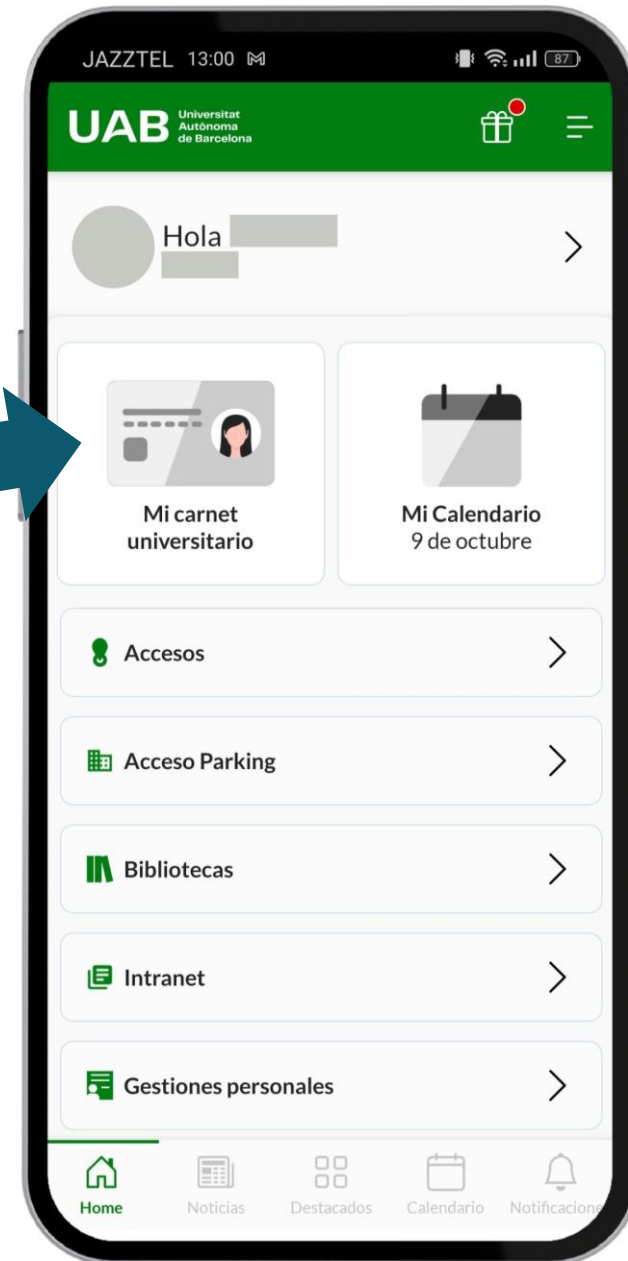 JAZZTEL 13:00
87
UAB
Universitat
Autònoma
de Barcelona
Hola
Mi carnet
universitario
Mi Calendario
9 de octubre
Accesos
Acceso Parking
Bibliotecas
Intranet
Gestiones personales
Home
Noticias
Destacados
Calendario
Notificacione